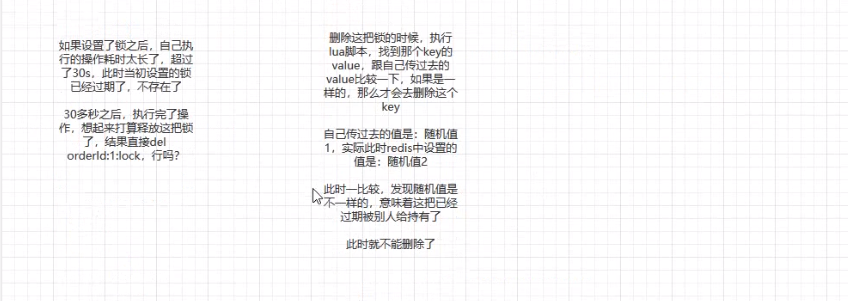 如果设置了锁之后，自己执
行的操作耗时太长了，超过
了30s，此时当初设置的锁
已经过期了，不存在了
30多秒之后，执行完了操
作，想起来打算释放这把锁
了，结果直接del
orderId:1:lock，行吗？
删除这把锁的时候，执行
lua脚本，找到那个key的
value，跟自己传过去的
value比较一下，如果是一
样的，那么才会去删除这个
key
自己传过去的值是：随机值
1，实际此时redis中设置的
值是：随机值2
此时一比较，发现随机值是
不一样的，意味着这把已经
过期被别人给持有了
此时就不能删除了